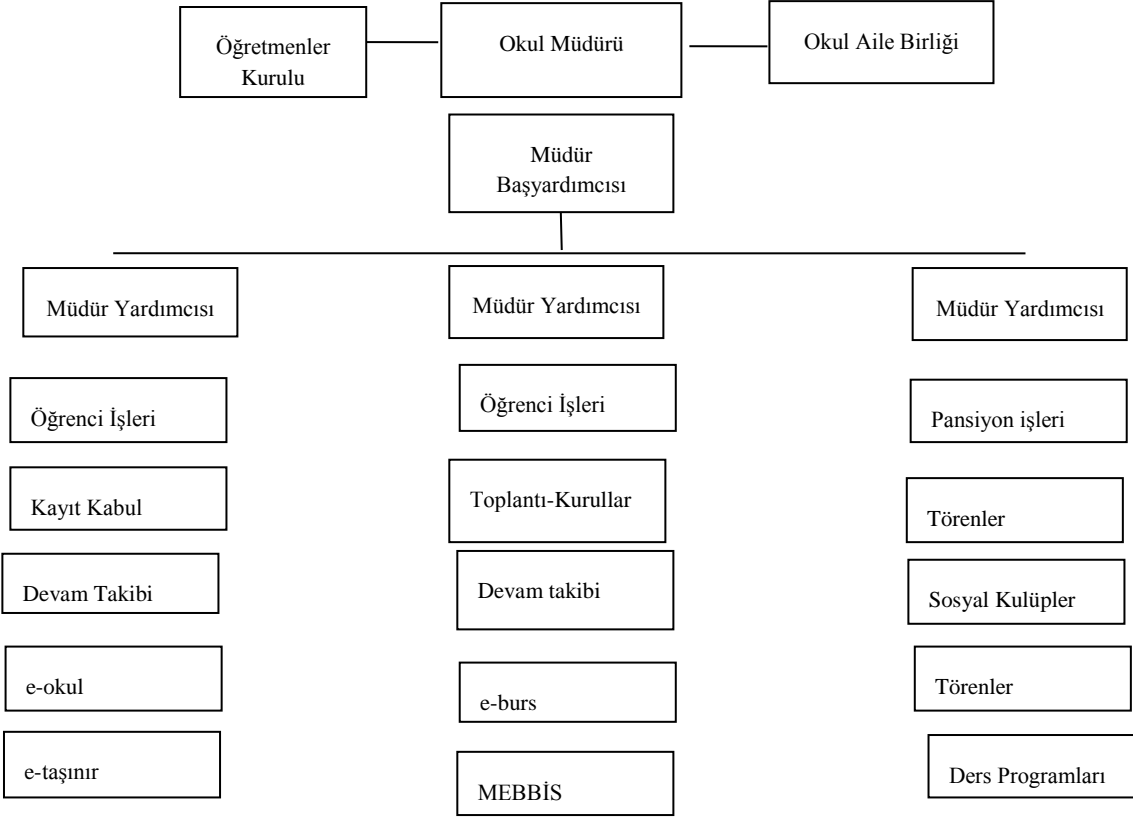 Öğretmenler
Kurulu
Okul Müdürü
Okul Aile Birliği
Müdür
Başyardımcısı
Müdür Yardımcısı
Müdür Yardımcısı
Müdür Yardımcısı
Öğrenci İşleri
Öğrenci İşleri
Pansiyon işleri
Kayıt Kabul
Toplantı-Kurullar
Törenler
Devam Takibi
Devam takibi
Sosyal Kulüpler
e-okul
e-burs
Törenler
e-taşınır
MEBBİS
Ders Programları